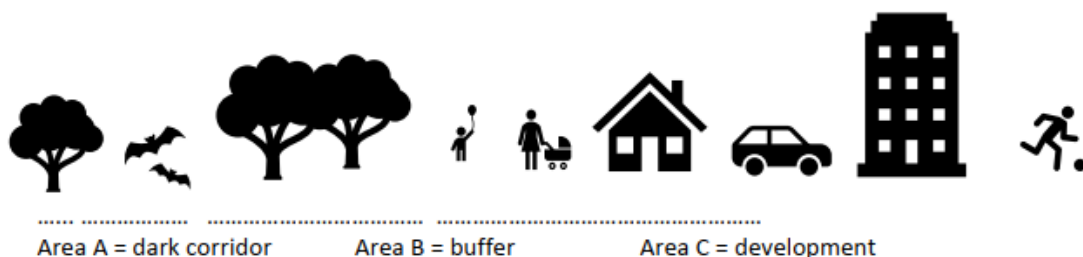 ...... .................. .................................... ......................................................
Area A = dark corridor Area B = buffer Area C = development